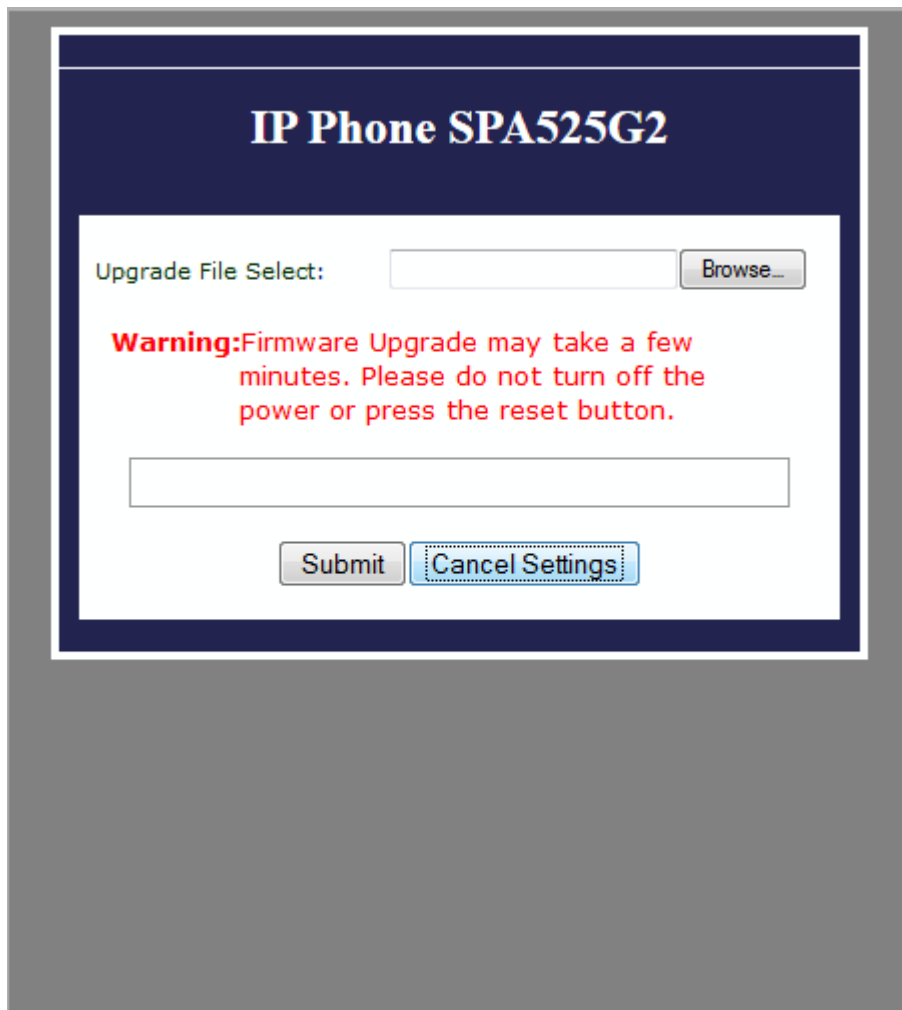 IP Phone SPA525G2
Upgrade File Select: Browse...
Warning:Firmware Upgrade may take a few
minutes. Please do not turn off the
power or press the reset button.
Submit Cancel Settings